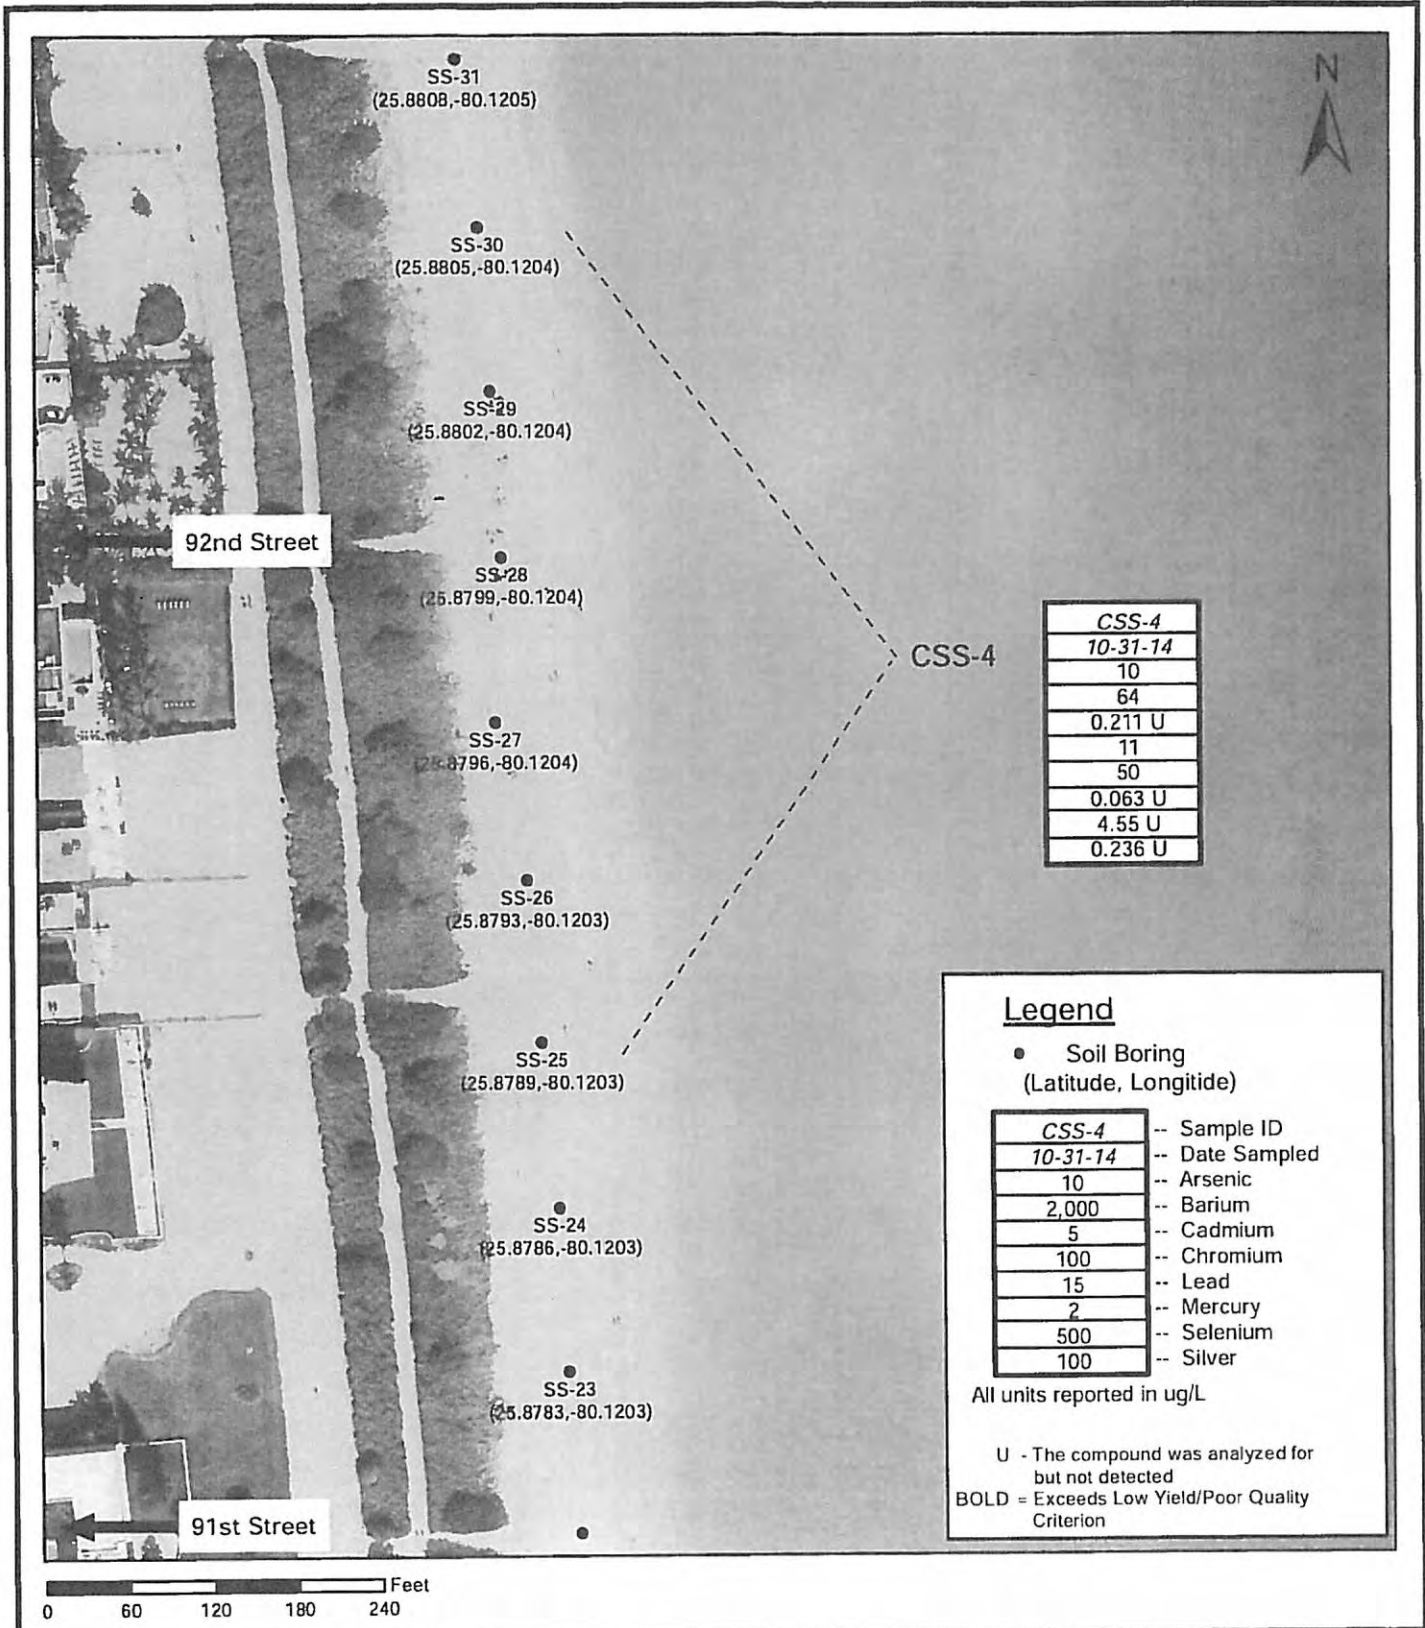 N
SS-31
(25.8808,-80.1205)
SS-30
(25.8805,-80.1204)
SS-29
(25.8802,-80.1204)
92nd Street
SS-28
(25.8799,-80.1204)
CSS-4
CSS-4
10-31-14
10
64
0.211 U
11
50
0.063 U
4.55 U
0.236 U
SS-27
(25.8796,-80.1204)
SS-26
(25.8793,-80.1203)
SS-25
(25.8789,-80.1203)
SS-24
(25.8786,-80.1203)
SS-23
(25.8783,-80.1203)
91st Street
Legend
Soil Boring
(Latitude, Longitide)
CSS-4 -- Sample ID
10-31-14 -- Date Sampled
10 -- Arsenic
2,000 -- Barium
5 -- Cadmium
100 -- Chromium
15 -- Lead
2 -- Mercury
500 -- Selenium
100 -- Silver
All units reported in ug/L
U - The compound was analyzed for
but not detected
BOLD = Exceeds Low Yield/Poor Quality
Criterion
Feet
0 60 120 180 240